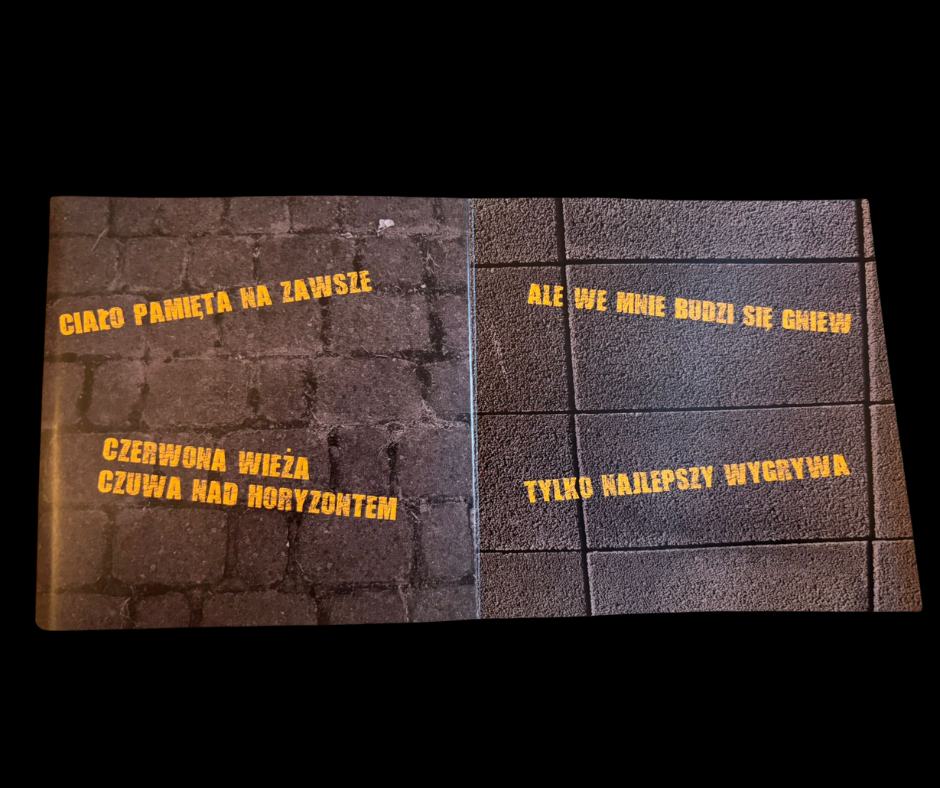 CIAŁO PAMIĘTA NA ZAWSZE
CZERWONA WIEŻA
CZUWA NAD HORYZONTEM
ALE WE MNIE BUDZI SIĘ GNIEW
TYLKO NAJLEPSZY WYGRYWA